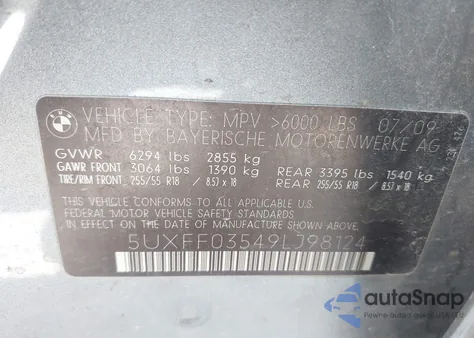 BMW
VEHICLE TYPE: MPV >6000 LBS 07/09
MFD BY BAYERISCHE MOTORENWERKE AG
GVWR 6294 lbs 2855 kg
GAWR FRONT 3064 lbs 1390 kg REAR 3395 lbs 1540 kg
TIRE/RIM FRONT 255/55 R18 / 8.5J x 18 REAR 255/55 R18 / 8.5J x 18
THIS VEHICLE CONFORMS TO ALL APPLICABLE U.S.
FEDERAL MOTOR VEHICLE SAFETY STANDARDS
IN EFFECT ON THE DATE OF MANUFACTURE SHOWN ABOVE.
5UXFF03549LJ98124
autoSnap